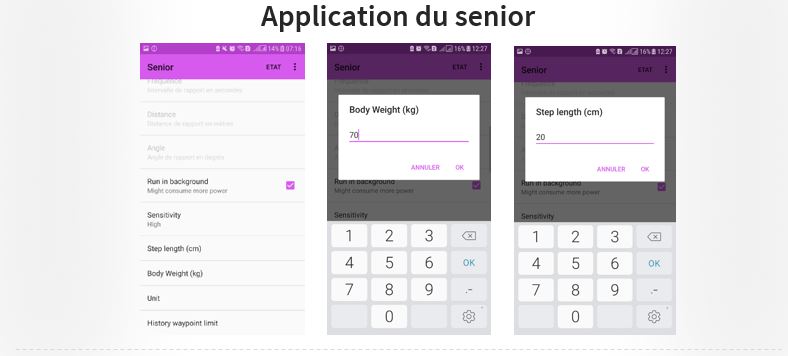 Application du senior
14% 07:16
Senior
ETAT
Fréquence
Intervalle de rapport en secondes
Distance
Distance de rapport en mètres
Angle
Angle de rapport en degrés
Run in background
Might consume more power
Sensitivity
High
Step length (cm)
Body Weight (kg)
Unit
History waypoint limit
16% 12:27
Senior
ETAT
Body Weight (kg)
70
ANNULER
OK
Run in background
Might consume more power
Sensitivity
1 2 3
4 5 6 OK
7 8 9 .-
0
16% 12:27
Senior
ETAT
Step length (cm)
20
ANNULER
OK
Run in background
Might consume more power
Sensitivity
1 2 3
4 5 6 OK
7 8 9 .-
0